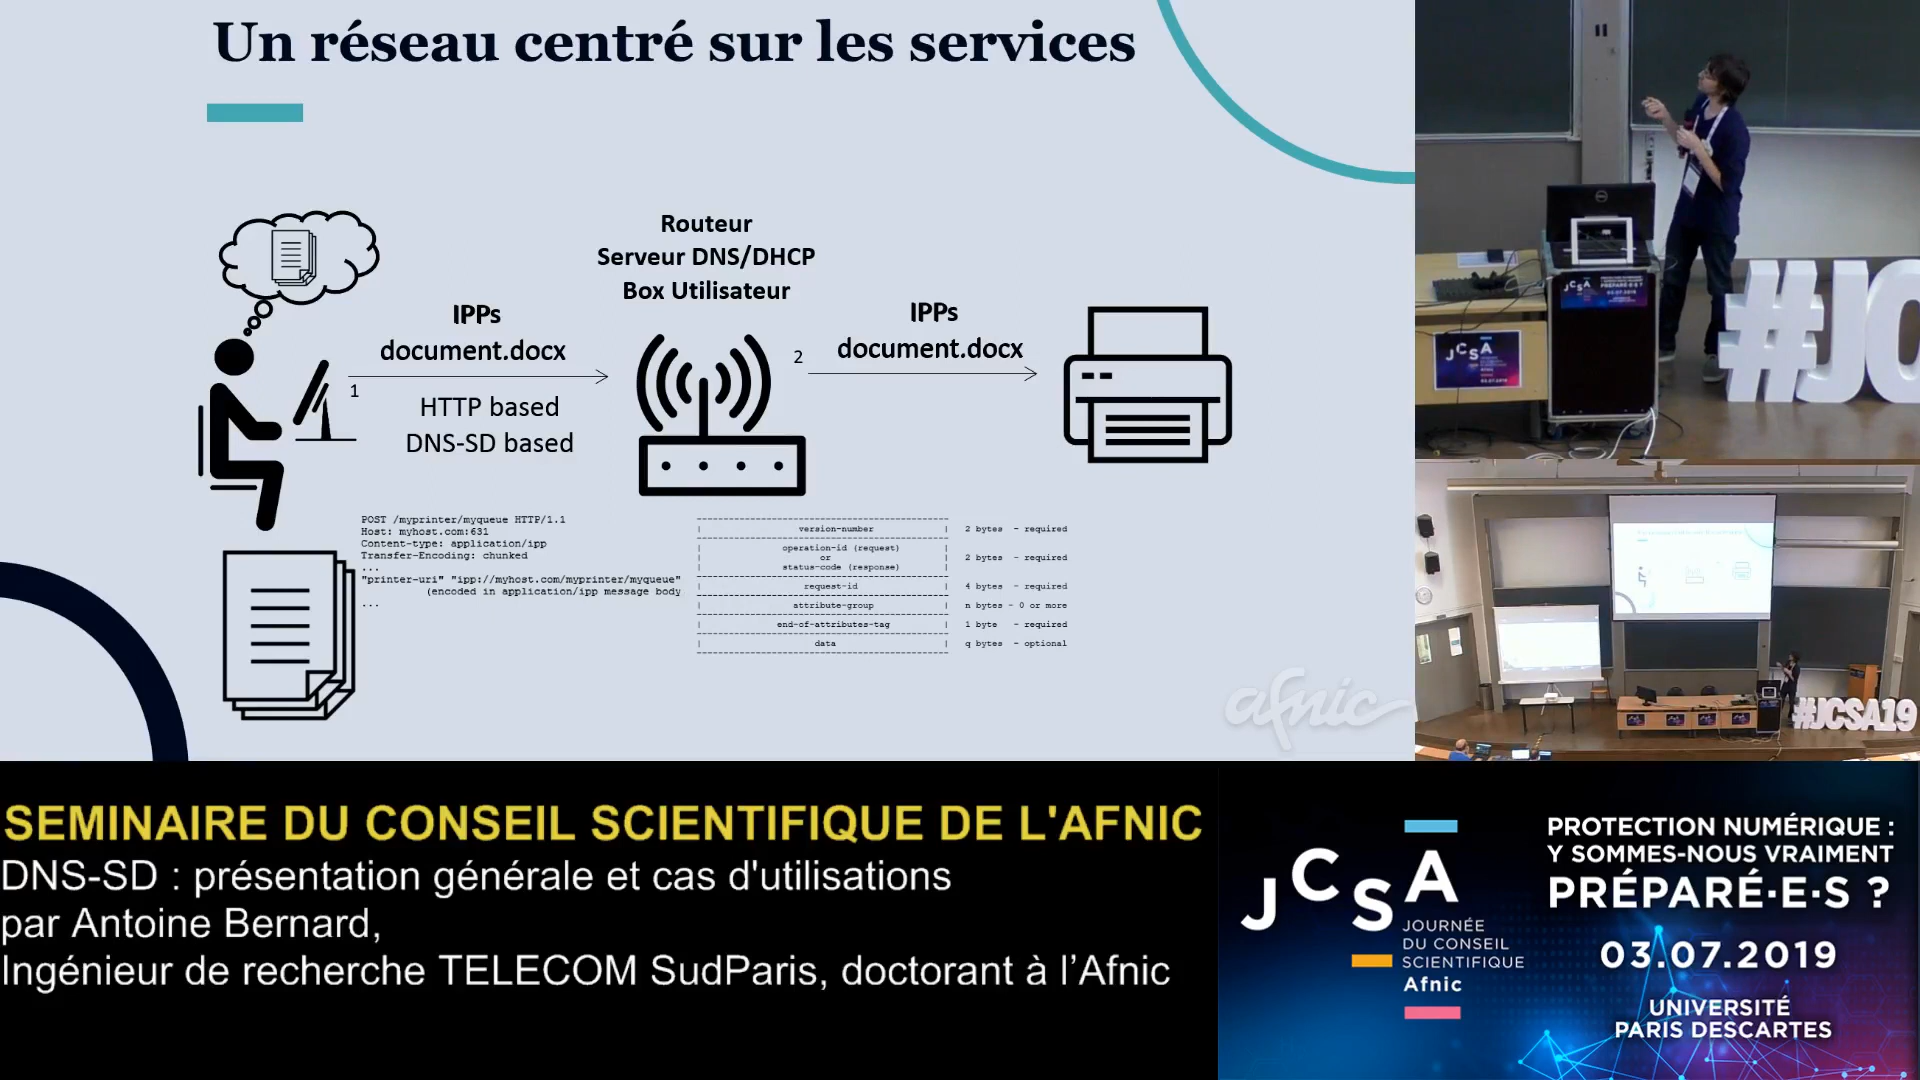 Un réseau centré sur les services
Routeur
Serveur DNS/DHCP
Box Utilisateur
IPPs
document.docx
1
HTTP based
DNS-SD based
2
IPPs
document.docx
POST /myprinter/myqueue HTTP/1.1
Host: myhost.com:631
Content-type: application/ipp
Transfer-Encoding: chunked
...
"printer-uri" "ipp://myhost.com/myprinter/myqueue"
(encoded in application/ipp message body
...
version-number 2 bytes - required
operation-id (request)
or 2 bytes - required
status-code (response)
request-id 4 bytes - required
attribute-group n bytes - 0 or more
end-of-attributes-tag 1 byte - required
data q bytes - optional
afnic
JCSA
PRÉPARÉ·E·S ?
03.07.2019
#JC
JCSA
#JCSA19
SEMINAIRE DU CONSEIL SCIENTIFIQUE DE L'AFNIC
DNS-SD : présentation générale et cas d'utilisations
par Antoine Bernard,
Ingénieur de recherche TELECOM SudParis, doctorant à l’Afnic
JCSA
JOURNÉE
DU CONSEIL
SCIENTIFIQUE
Afnic
PROTECTION NUMÉRIQUE :
Y SOMMES-NOUS VRAIMENT
PRÉPARÉ·E·S ?
03.07.2019
UNIVERSITÉ
PARIS DESCARTES